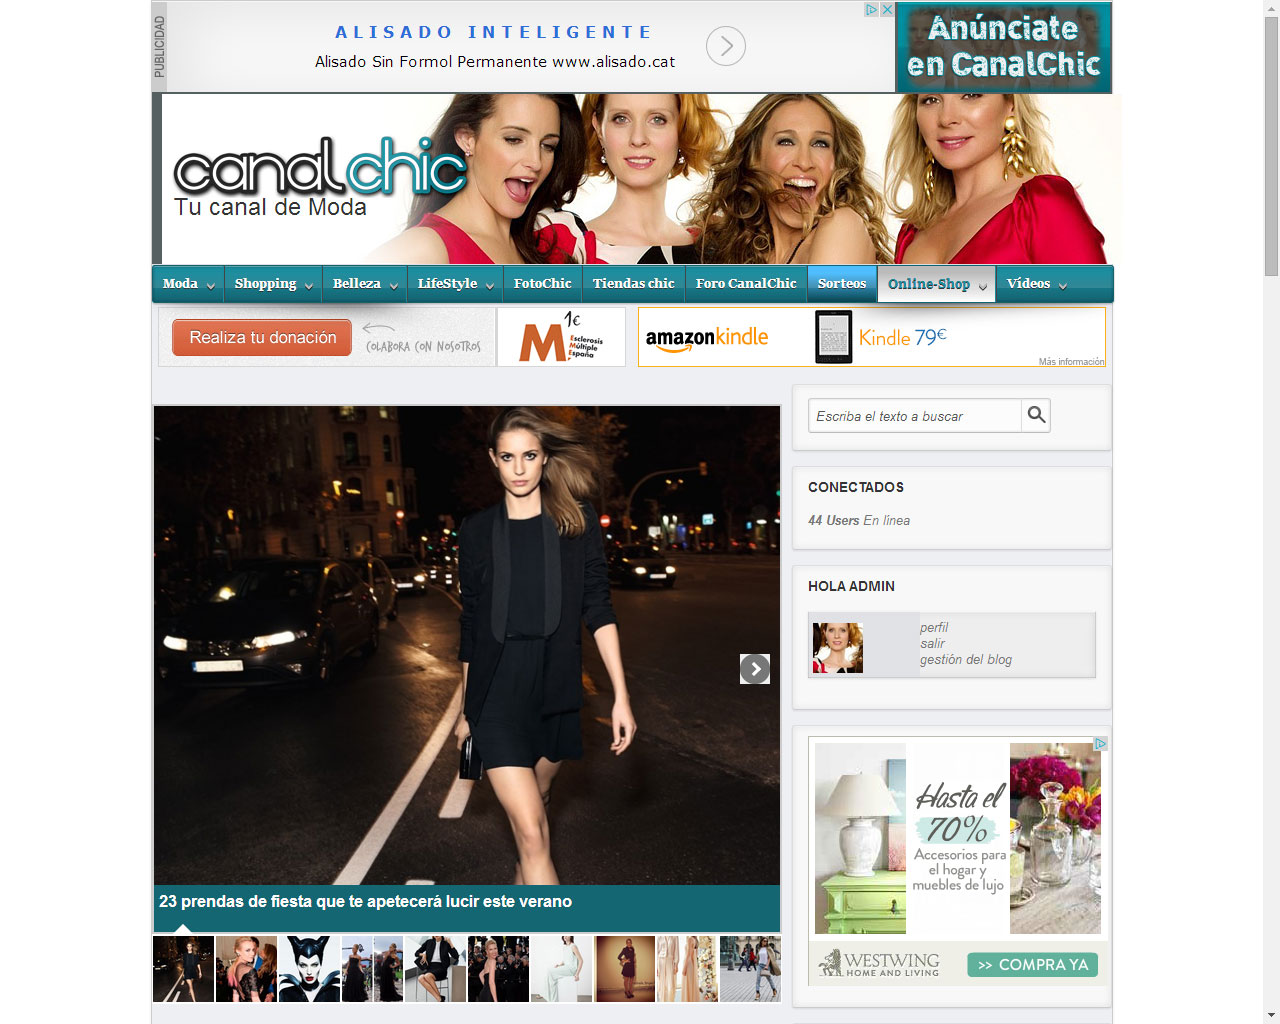 PUBLICIDAD
ALISADO INTELIGENTE
Alisado Sin Formol Permanente www.alisado.cat
Anúnciate
en CanalChic
canalchic
Tu canal de Moda
Moda
Shopping
Belleza
LifeStyle
FotoChic
Tiendas chic
Foro CanalChic
Sorteos
Online-Shop
Vídeos
Realiza tu donación
COLABORA CON NOSOTROS
1€
M
Esclerosis
Múltiple
España
amazonkindle
Kindle 79€
Más información
Escriba el texto a buscar
CONECTADOS
44 Users En línea
HOLA ADMIN
perfil
salir
gestión del blog
23 prendas de fiesta que te apetecerá lucir este verano
Hasta el
70%
Accesorios para
el hogar y
muebles de lujo
WESTWING
HOME AND LIVING
>> COMPRA YA